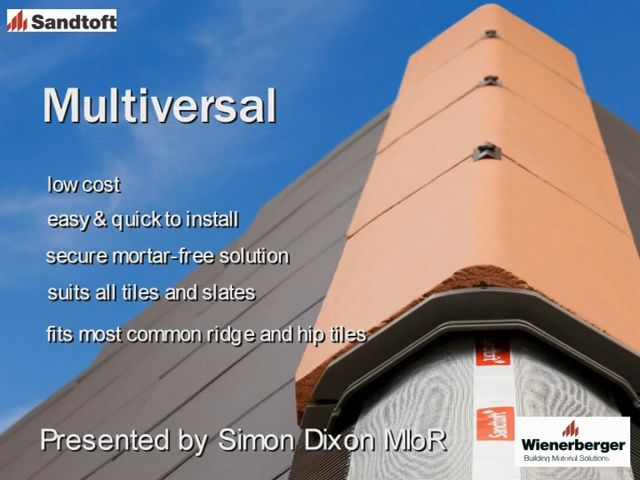 Sandtoft
Multiversal
low cost
easy & quick to install
secure mortar-free solution
suits all tiles and slates
fits most common ridge and hip tiles
Sandtoft
Presented by Simon Dixon MIoR
Wienerberger
Building Material Solutions